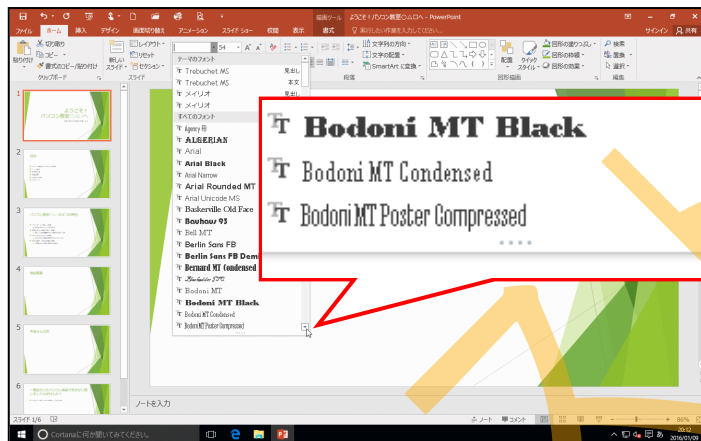 描画ツール ようこそ！パソコン教室○△□へ - PowerPoint
ファイル ホーム 挿入 デザイン 画面切り替え アニメーション スライド ショー 校閲 表示 書式 サインイン 共有
貼り付け
切り取り
コピー
書式のコピー/貼り付け
クリップボード
新しいスライド
レイアウト
リセット
セクション
スライド
54
文字列の方向
文字の配置
SmartArt に変換
段落
配置
クイックスタイル
図形の塗りつぶし
図形の枠線
図形の効果
図形描画
検索
置換
選択
編集
テーマのフォント
Trebuchet MS 見出し
Trebuchet MS 本文
メイリオ 見出し
メイリオ
すべてのフォント
Agency FB
ALGERIAN
Arial
Arial Black
Arial Narrow
Arial Rounded MT
Arial Unicode MS
Baskerville Old Face
Bauhaus 93
Bell MT
Berlin Sans FB
Berlin Sans FB Demi
Bernard MT Condensed
Blackadder ITC
Bodoni MT
Bodoni MT Black
Bodoni MT Condensed
Bodoni MT Poster Compressed
Bodoni MT Black
Bodoni MT Condensed
Bodoni MT Poster Compressed
1
ようこそ！
パソコン教室○△□へ
2
3
4
5
6
ノートを入力
スライド 1/6
ノート コメント
86%
Cortanaに何か聞いてみてください。
あ
20:12
2016/01/09